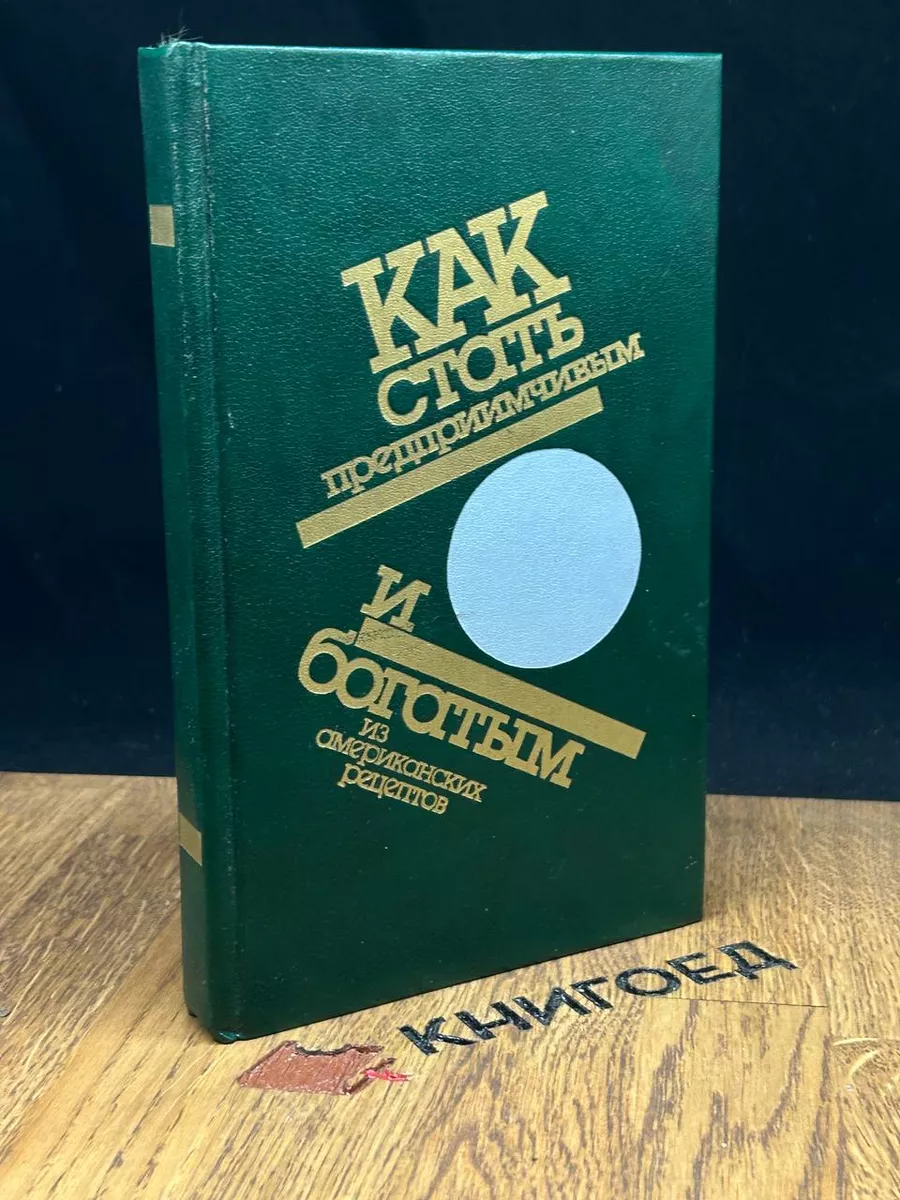 КАК
стать
предприимчивым
И
богатым
из
американских
рецептов
КНИГОЕД